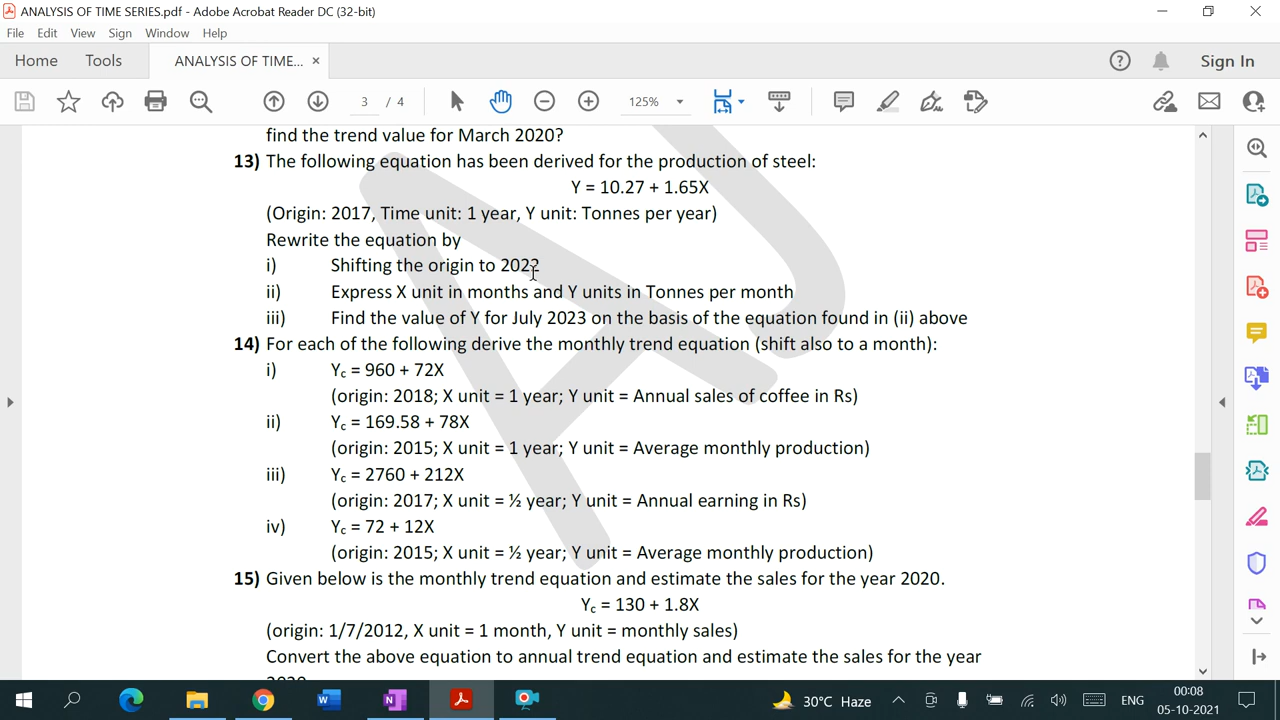 ANALYSIS OF TIME SERIES.pdf - Adobe Acrobat Reader DC (32-bit)
File Edit View Sign Window Help
Home Tools ANALYSIS OF TIME... × Sign In
3 / 4 125%
find the trend value for March 2020?
13) The following equation has been derived for the production of steel:
Y = 10.27 + 1.65X
(Origin: 2017, Time unit: 1 year, Y unit: Tonnes per year)
Rewrite the equation by
i) Shifting the origin to 2022
ii) Express X unit in months and Y units in Tonnes per month
iii) Find the value of Y for July 2023 on the basis of the equation found in (ii) above
14) For each of the following derive the monthly trend equation (shift also to a month):
i) Yc = 960 + 72X
(origin: 2018; X unit = 1 year; Y unit = Annual sales of coffee in Rs)
ii) Yc = 169.58 + 78X
(origin: 2015; X unit = 1 year; Y unit = Average monthly production)
iii) Yc = 2760 + 212X
(origin: 2017; X unit = ½ year; Y unit = Annual earning in Rs)
iv) Yc = 72 + 12X
(origin: 2015; X unit = ½ year; Y unit = Average monthly production)
15) Given below is the monthly trend equation and estimate the sales for the year 2020.
Yc = 130 + 1.8X
(origin: 1/7/2012, X unit = 1 month, Y unit = monthly sales)
Convert the above equation to annual trend equation and estimate the sales for the year
30°C Haze ENG 00:08
05-10-2021